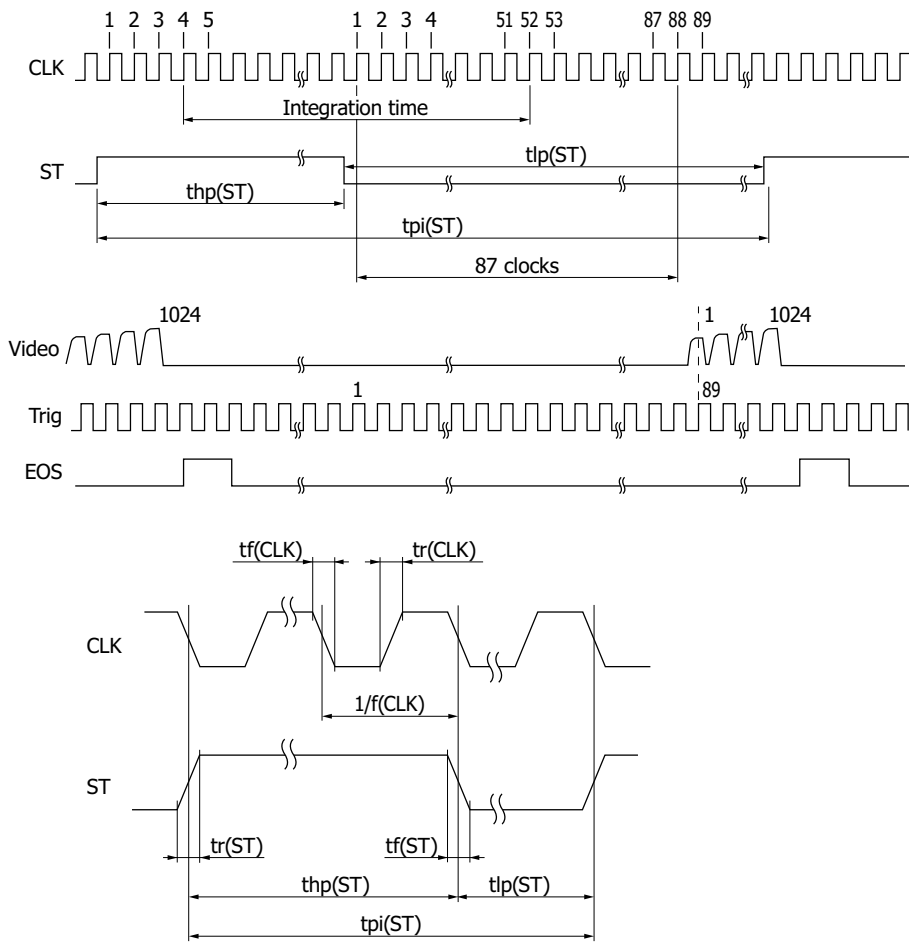 1 2 3 4 5 1 2 3 4 51 52 53 87 88 89
CLK
Integration time
tlp(ST)
ST
thp(ST)
tpi(ST)
87 clocks
1024 1 1024
Video
1 89
Trig
EOS
tf(CLK) tr(CLK)
CLK
1/f(CLK)
ST
tr(ST) tf(ST)
thp(ST) tlp(ST)
tpi(ST)